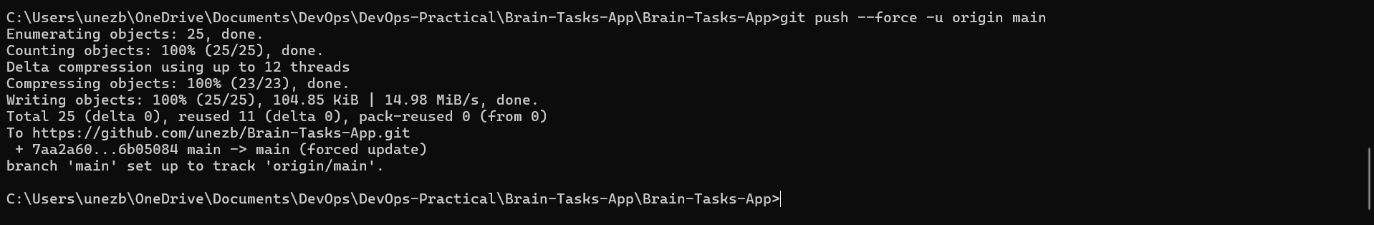 C:\Users\unezb\OneDrive\Documents\DevOps\DevOps-Practical\Brain-Tasks-App\Brain-Tasks-App>git push --force -u origin main
Enumerating objects: 25, done.
Counting objects: 100% (25/25), done.
Delta compression using up to 12 threads
Compressing objects: 100% (23/23), done.
Writing objects: 100% (25/25), 104.85 KiB | 14.98 MiB/s, done.
Total 25 (delta 0), reused 11 (delta 0), pack-reused 0 (from 0)
To https://github.com/unezb/Brain-Tasks-App.git
 + 7aa2a60...6b05084 main -> main (forced update)
branch 'main' set up to track 'origin/main'.
C:\Users\unezb\OneDrive\Documents\DevOps\DevOps-Practical\Brain-Tasks-App\Brain-Tasks-App>